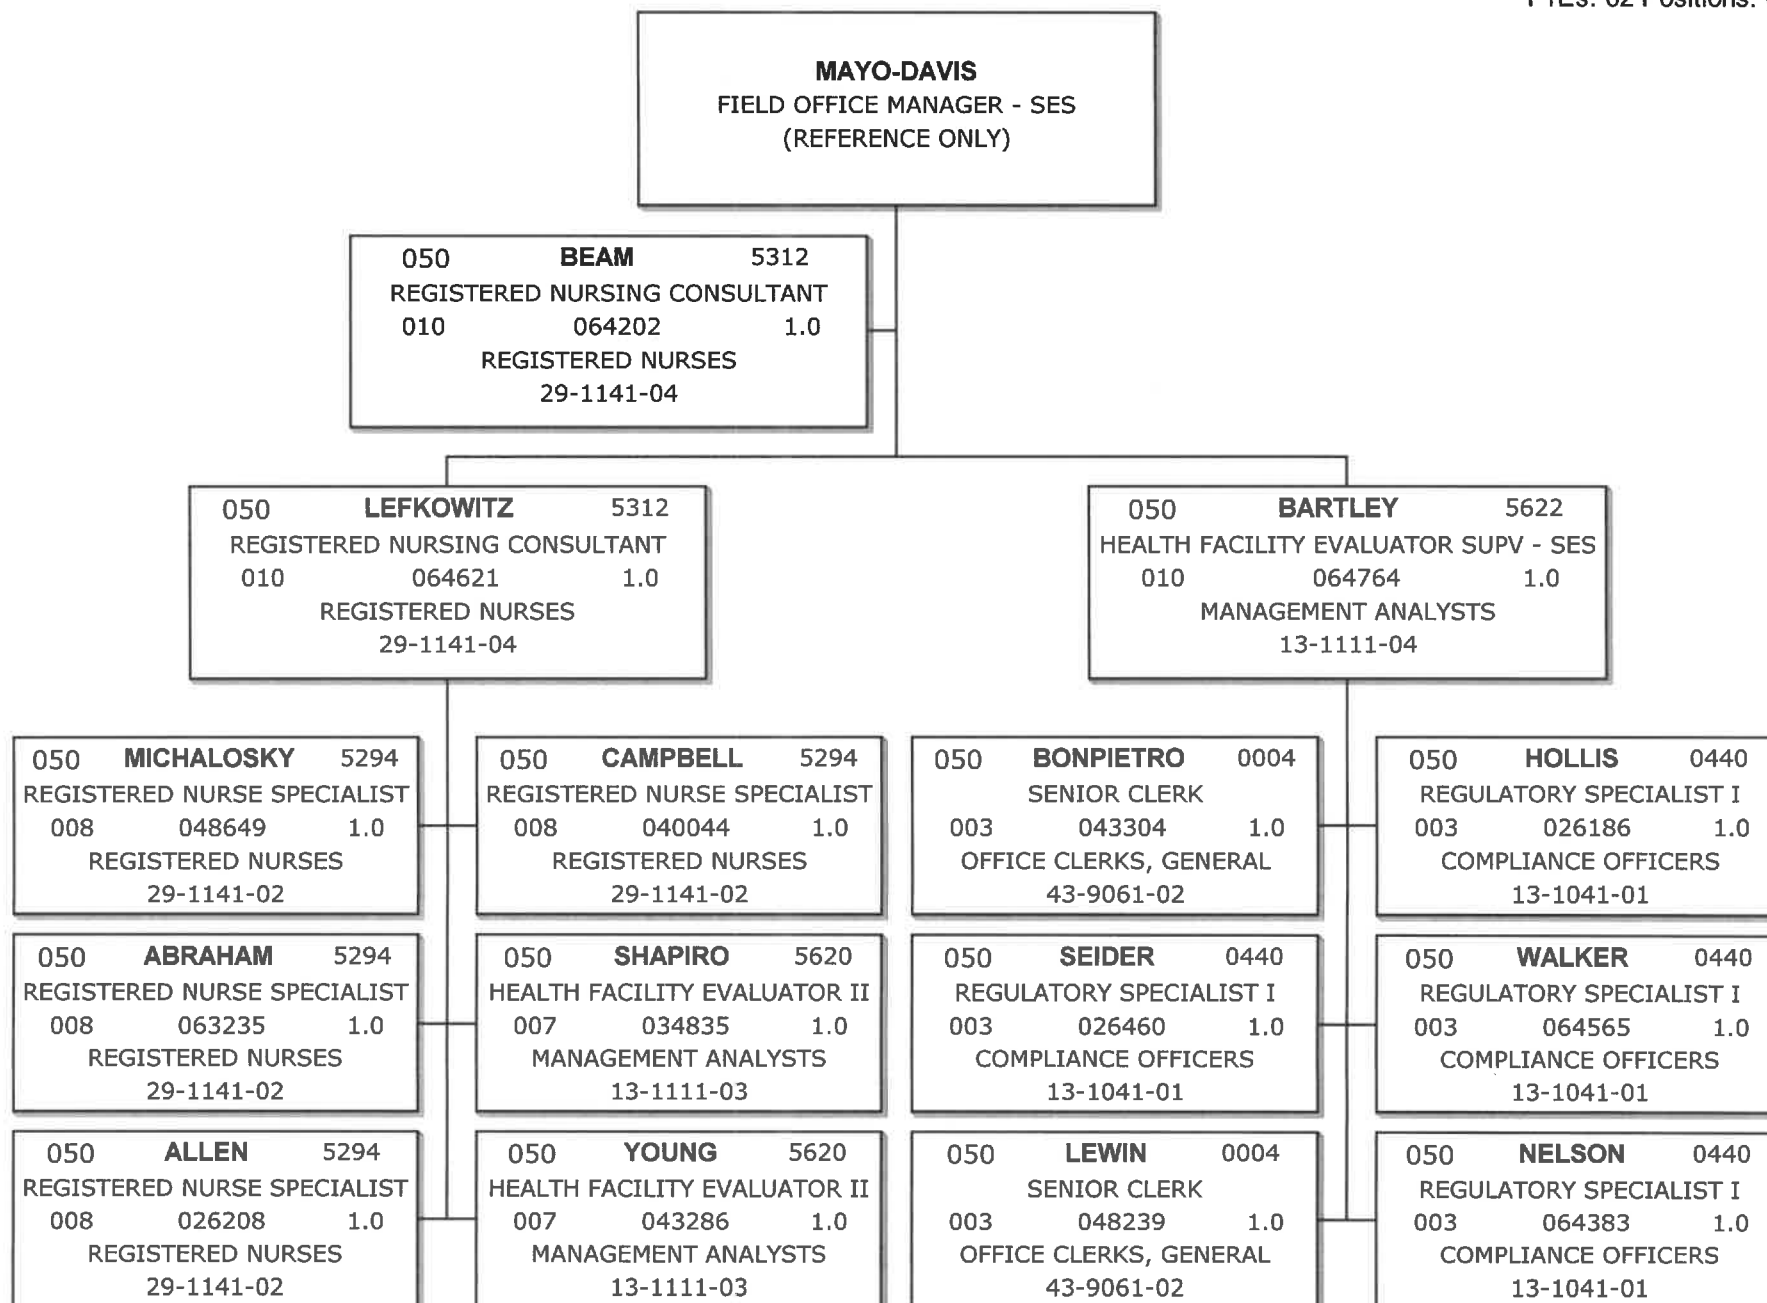 FTEs: 62 Positions:
MAYO-DAVIS
FIELD OFFICE MANAGER - SES
(REFERENCE ONLY)
050 BEAM 5312
REGISTERED NURSING CONSULTANT
010 064202 1.0
REGISTERED NURSES
29-1141-04
050 LEFKOWITZ 5312
REGISTERED NURSING CONSULTANT
010 064621 1.0
REGISTERED NURSES
29-1141-04
050 BARTLEY 5622
HEALTH FACILITY EVALUATOR SUPV - SES
010 064764 1.0
MANAGEMENT ANALYSTS
13-1111-04
050 MICHALOSKY 5294
REGISTERED NURSE SPECIALIST
008 048649 1.0
REGISTERED NURSES
29-1141-02
050 CAMPBELL 5294
REGISTERED NURSE SPECIALIST
008 040044 1.0
REGISTERED NURSES
29-1141-02
050 BONPIETRO 0004
SENIOR CLERK
003 043304 1.0
OFFICE CLERKS, GENERAL
43-9061-02
050 HOLLIS 0440
REGULATORY SPECIALIST I
003 026186 1.0
COMPLIANCE OFFICERS
13-1041-01
050 ABRAHAM 5294
REGISTERED NURSE SPECIALIST
008 063235 1.0
REGISTERED NURSES
29-1141-02
050 SHAPIRO 5620
HEALTH FACILITY EVALUATOR II
007 034835 1.0
MANAGEMENT ANALYSTS
13-1111-03
050 SEIDER 0440
REGULATORY SPECIALIST I
003 026460 1.0
COMPLIANCE OFFICERS
13-1041-01
050 WALKER 0440
REGULATORY SPECIALIST I
003 064565 1.0
COMPLIANCE OFFICERS
13-1041-01
050 ALLEN 5294
REGISTERED NURSE SPECIALIST
008 026208 1.0
REGISTERED NURSES
29-1141-02
050 YOUNG 5620
HEALTH FACILITY EVALUATOR II
007 043286 1.0
MANAGEMENT ANALYSTS
13-1111-03
050 LEWIN 0004
SENIOR CLERK
003 048239 1.0
OFFICE CLERKS, GENERAL
43-9061-02
050 NELSON 0440
REGULATORY SPECIALIST I
003 064383 1.0
COMPLIANCE OFFICERS
13-1041-01